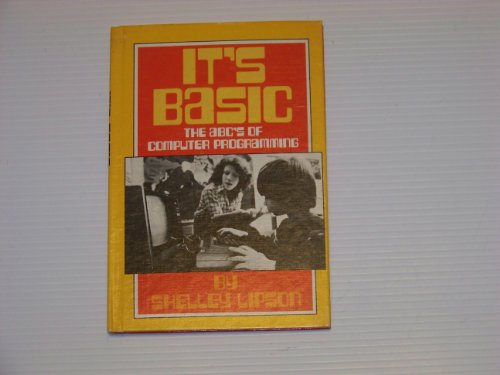 IT'S
BASIC
THE ABC'S OF
COMPUTER PROGRAMMING
BY
SHELLEY LIPSON